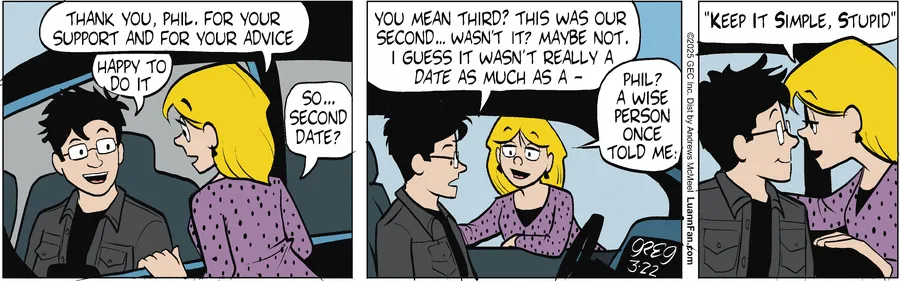 THANK YOU, PHIL. FOR YOUR
SUPPORT AND FOR YOUR ADVICE
HAPPY TO
DO IT
SO...
SECOND
DATE?
YOU MEAN THIRD? THIS WAS OUR
SECOND... WASN'T IT? MAYBE NOT.
I GUESS IT WASN'T REALLY A
DATE AS MUCH AS A -
PHIL?
A WISE
PERSON
ONCE
TOLD ME:
GREG
3-22
"KEEP IT SIMPLE, STUPID"
©2025 GEC Inc. Dist by Andrews McMeel LuannFan.com